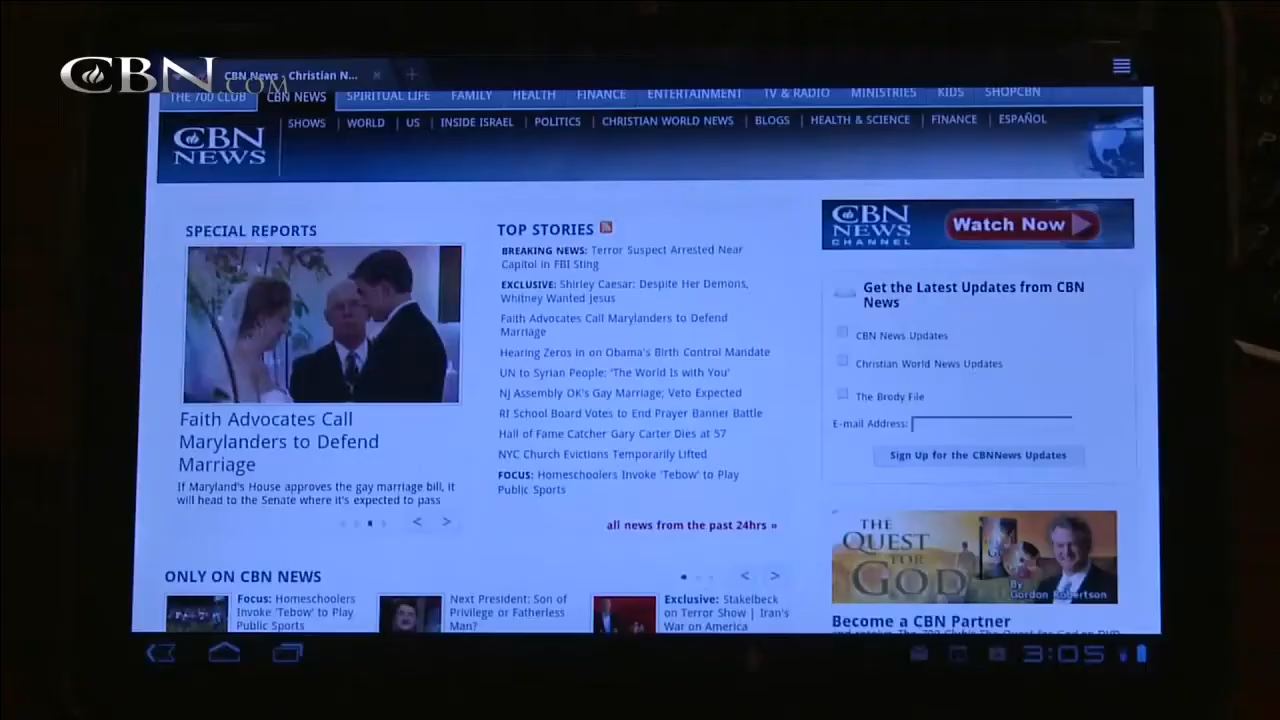 CBN.COM
CBN News - Christian N...
THE 700 CLUB
CBN NEWS
SPIRITUAL LIFE
FAMILY
HEALTH
FINANCE
ENTERTAINMENT
TV & RADIO
MINISTRIES
KIDS
SHOPCBN
SHOWS | WORLD | US | INSIDE ISRAEL | POLITICS | CHRISTIAN WORLD NEWS | BLOGS | HEALTH & SCIENCE | FINANCE | ESPAÑOL
CBN
NEWS
SPECIAL REPORTS
Faith Advocates Call
Marylanders to Defend
Marriage
If Maryland's House approves the gay marriage bill, it
will head to the Senate where it's expected to pass
< >
TOP STORIES
BREAKING NEWS: Terror Suspect Arrested Near
Capitol in FBI Sting
EXCLUSIVE: Shirley Caesar: Despite Her Demons,
Whitney Wanted Jesus
Faith Advocates Call Marylanders to Defend
Marriage
Hearing Zeros in on Obama's Birth Control Mandate
UN to Syrian People: 'The World Is with You'
NJ Assembly OK's Gay Marriage; Veto Expected
RI School Board Votes to End Prayer Banner Battle
Hall of Fame Catcher Gary Carter Dies at 57
NYC Church Evictions Temporarily Lifted
FOCUS: Homeschoolers Invoke 'Tebow' to Play
Public Sports
all news from the past 24hrs »
CBN
NEWS
CHANNEL
Watch Now
Get the Latest Updates from CBN
News
CBN News Updates
Christian World News Updates
The Brody File
E-mail Address:
Sign Up for the CBNNews Updates
THE
QUEST
FOR
GOD
By
Gordon Robertson
Become a CBN Partner
and receive The 700 Club's The Quest for God on DVD
ONLY ON CBN NEWS
< >
Focus: Homeschoolers
Invoke 'Tebow' to Play
Public Sports
Next President: Son of
Privilege or Fatherless
Man?
Exclusive: Stakelbeck
on Terror Show | Iran's
War on America
3:05